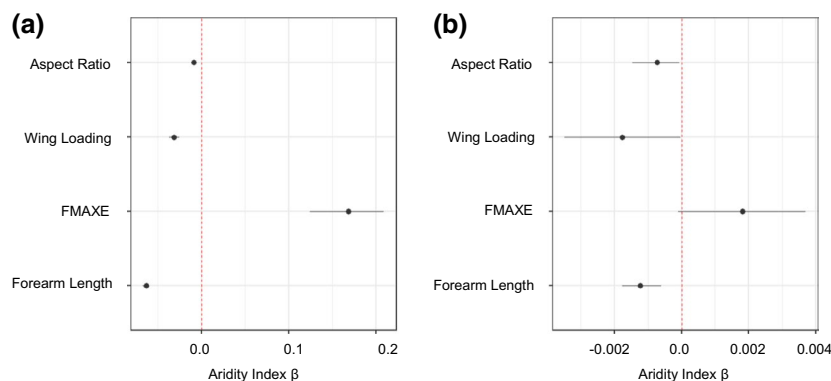 (a)
Aspect Ratio
Wing Loading
FMAXE
Forearm Length
0.0 0.1 0.2
Aridity Index β
(b)
Aspect Ratio
Wing Loading
FMAXE
Forearm Length
-0.002 0.0 0.002 0.004
Aridity Index β